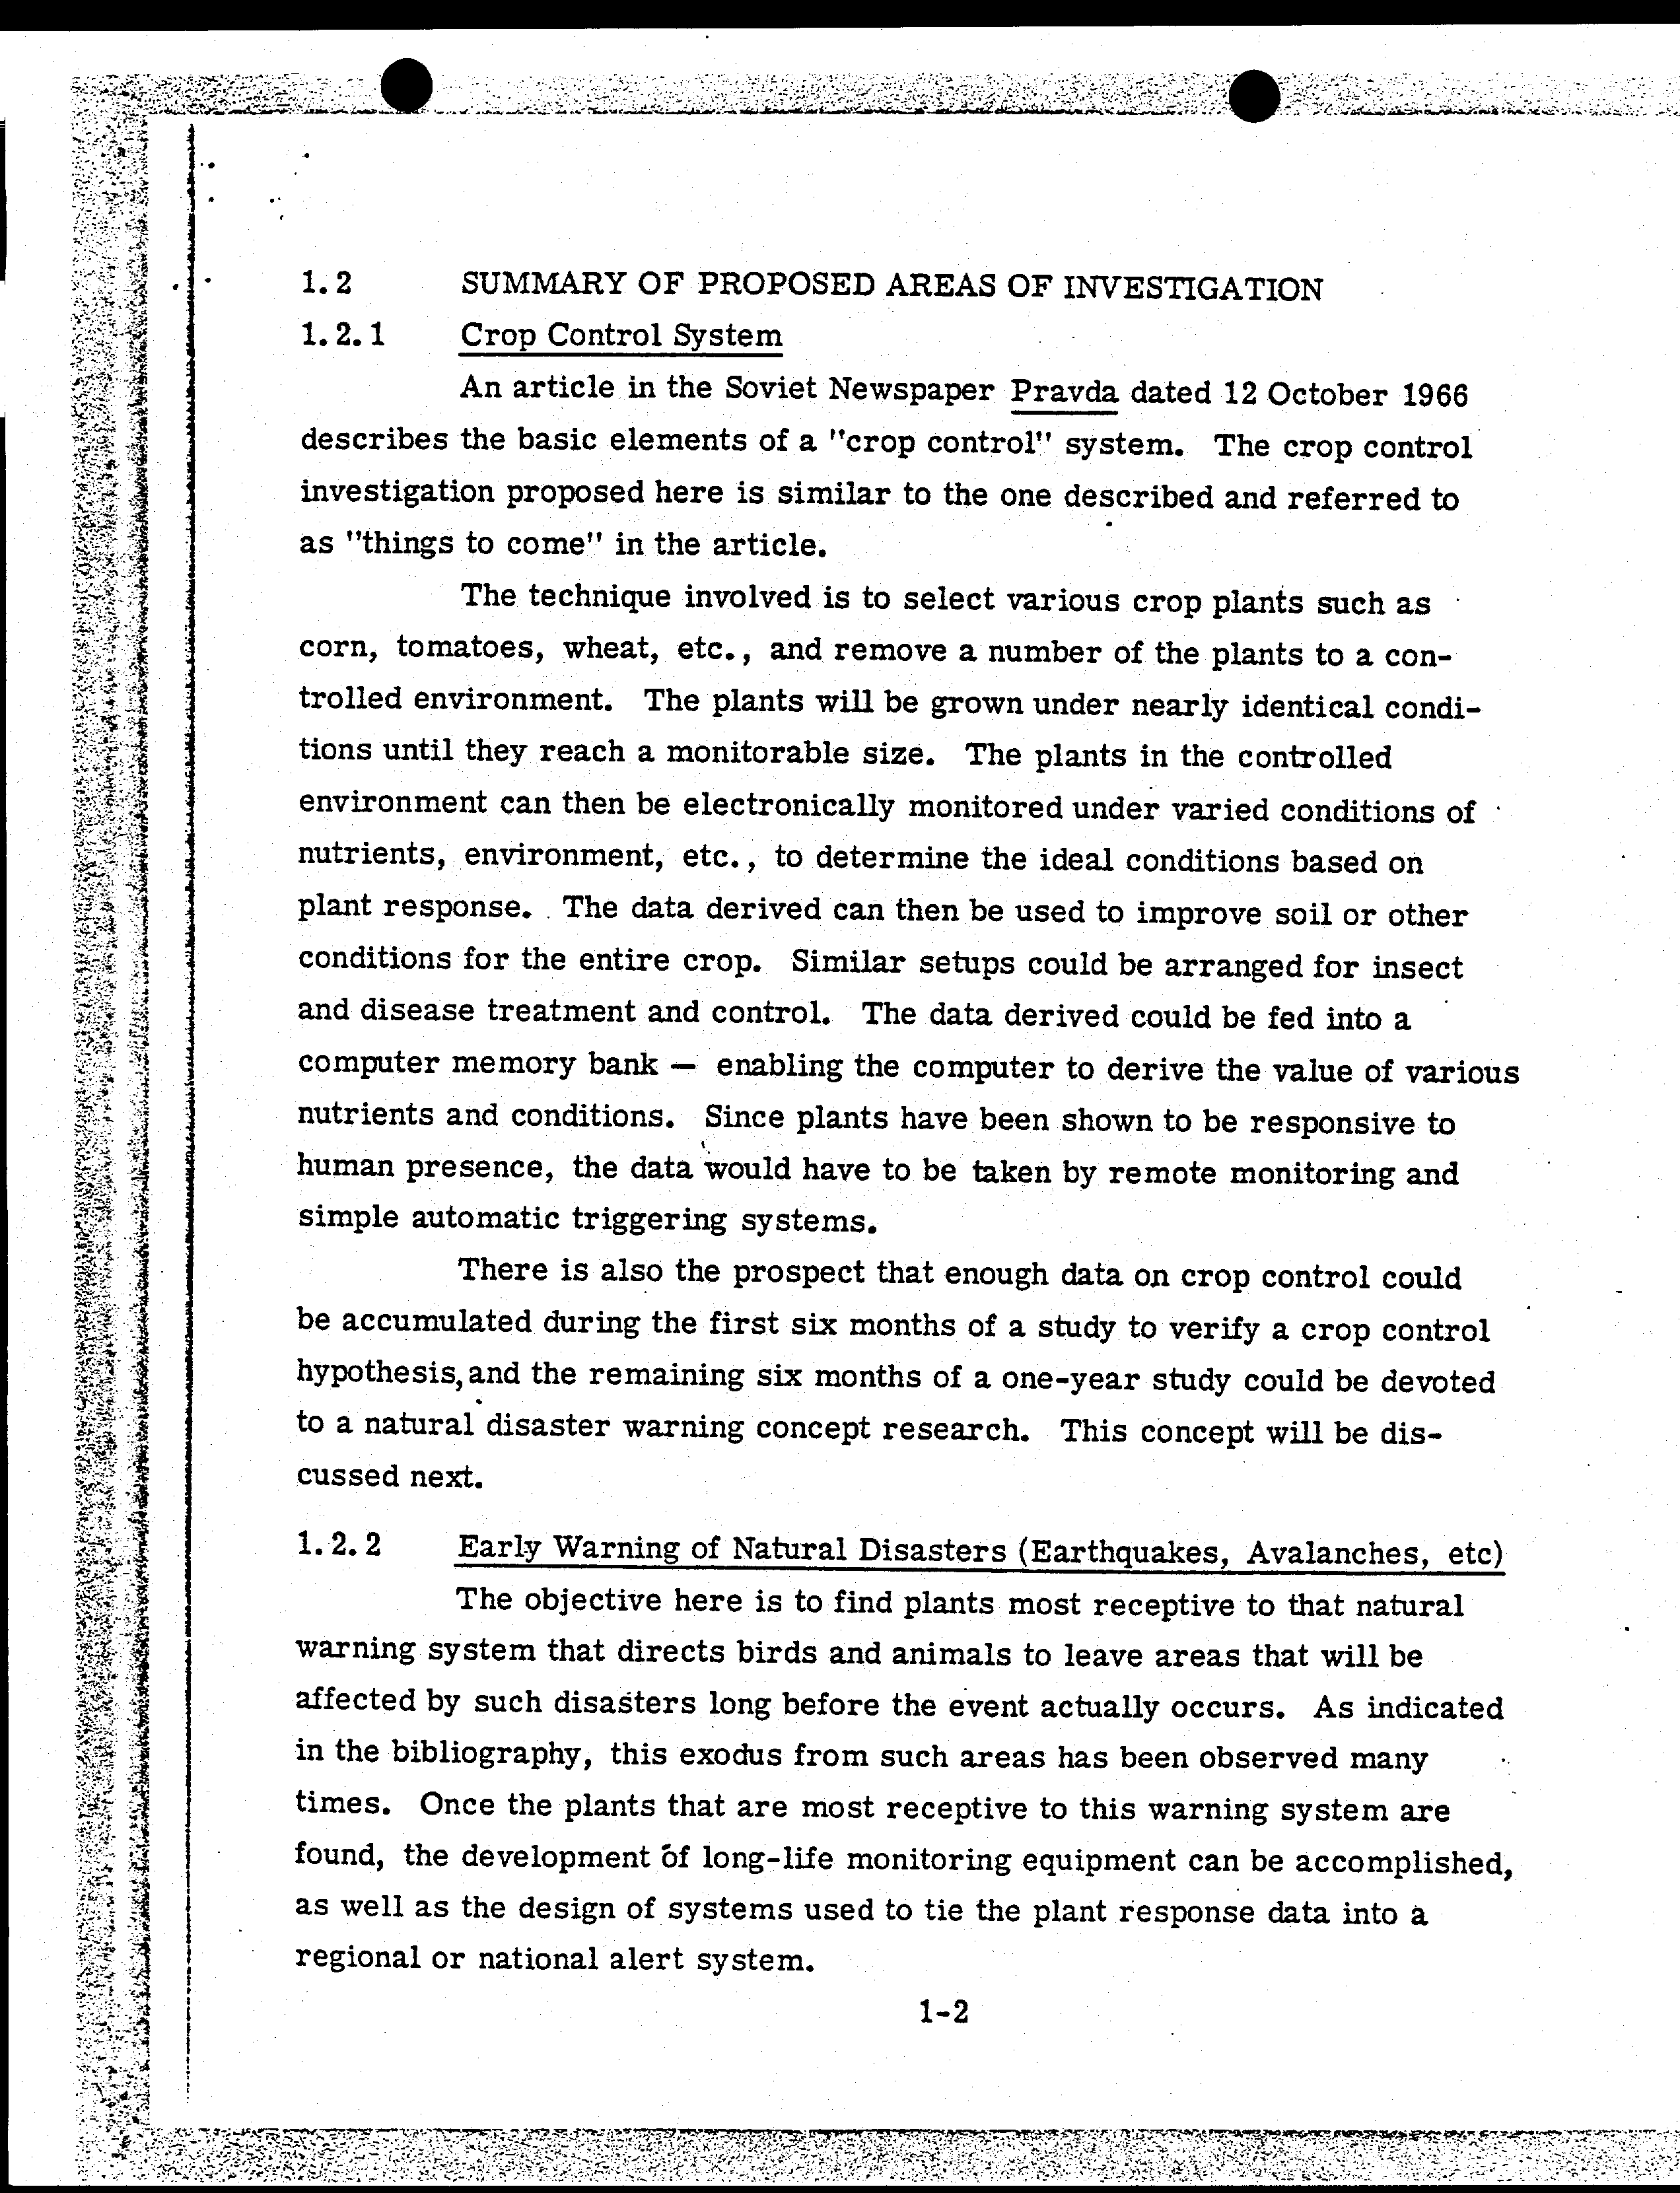 1.2 SUMMARY OF PROPOSED AREAS OF INVESTIGATION
1.2.1 Crop Control System
An article in the Soviet Newspaper Pravda dated 12 October 1966
describes the basic elements of a "crop control" system. The crop control
investigation proposed here is similar to the one described and referred to
as "things to come" in the article.
The technique involved is to select various crop plants such as
corn, tomatoes, wheat, etc., and remove a number of the plants to a con-
trolled environment. The plants will be grown under nearly identical condi-
tions until they reach a monitorable size. The plants in the controlled
environment can then be electronically monitored under varied conditions of
nutrients, environment, etc., to determine the ideal conditions based on
plant response. The data derived can then be used to improve soil or other
conditions for the entire crop. Similar setups could be arranged for insect
and disease treatment and control. The data derived could be fed into a
computer memory bank — enabling the computer to derive the value of various
nutrients and conditions. Since plants have been shown to be responsive to
human presence, the data would have to be taken by remote monitoring and
simple automatic triggering systems.
There is also the prospect that enough data on crop control could
be accumulated during the first six months of a study to verify a crop control
hypothesis, and the remaining six months of a one-year study could be devoted
to a natural disaster warning concept research. This concept will be dis-
cussed next.
1.2.2 Early Warning of Natural Disasters (Earthquakes, Avalanches, etc)
The objective here is to find plants most receptive to that natural
warning system that directs birds and animals to leave areas that will be
affected by such disasters long before the event actually occurs. As indicated
in the bibliography, this exodus from such areas has been observed many
times. Once the plants that are most receptive to this warning system are
found, the development of long-life monitoring equipment can be accomplished,
as well as the design of systems used to tie the plant response data into a
regional or national alert system.
1-2